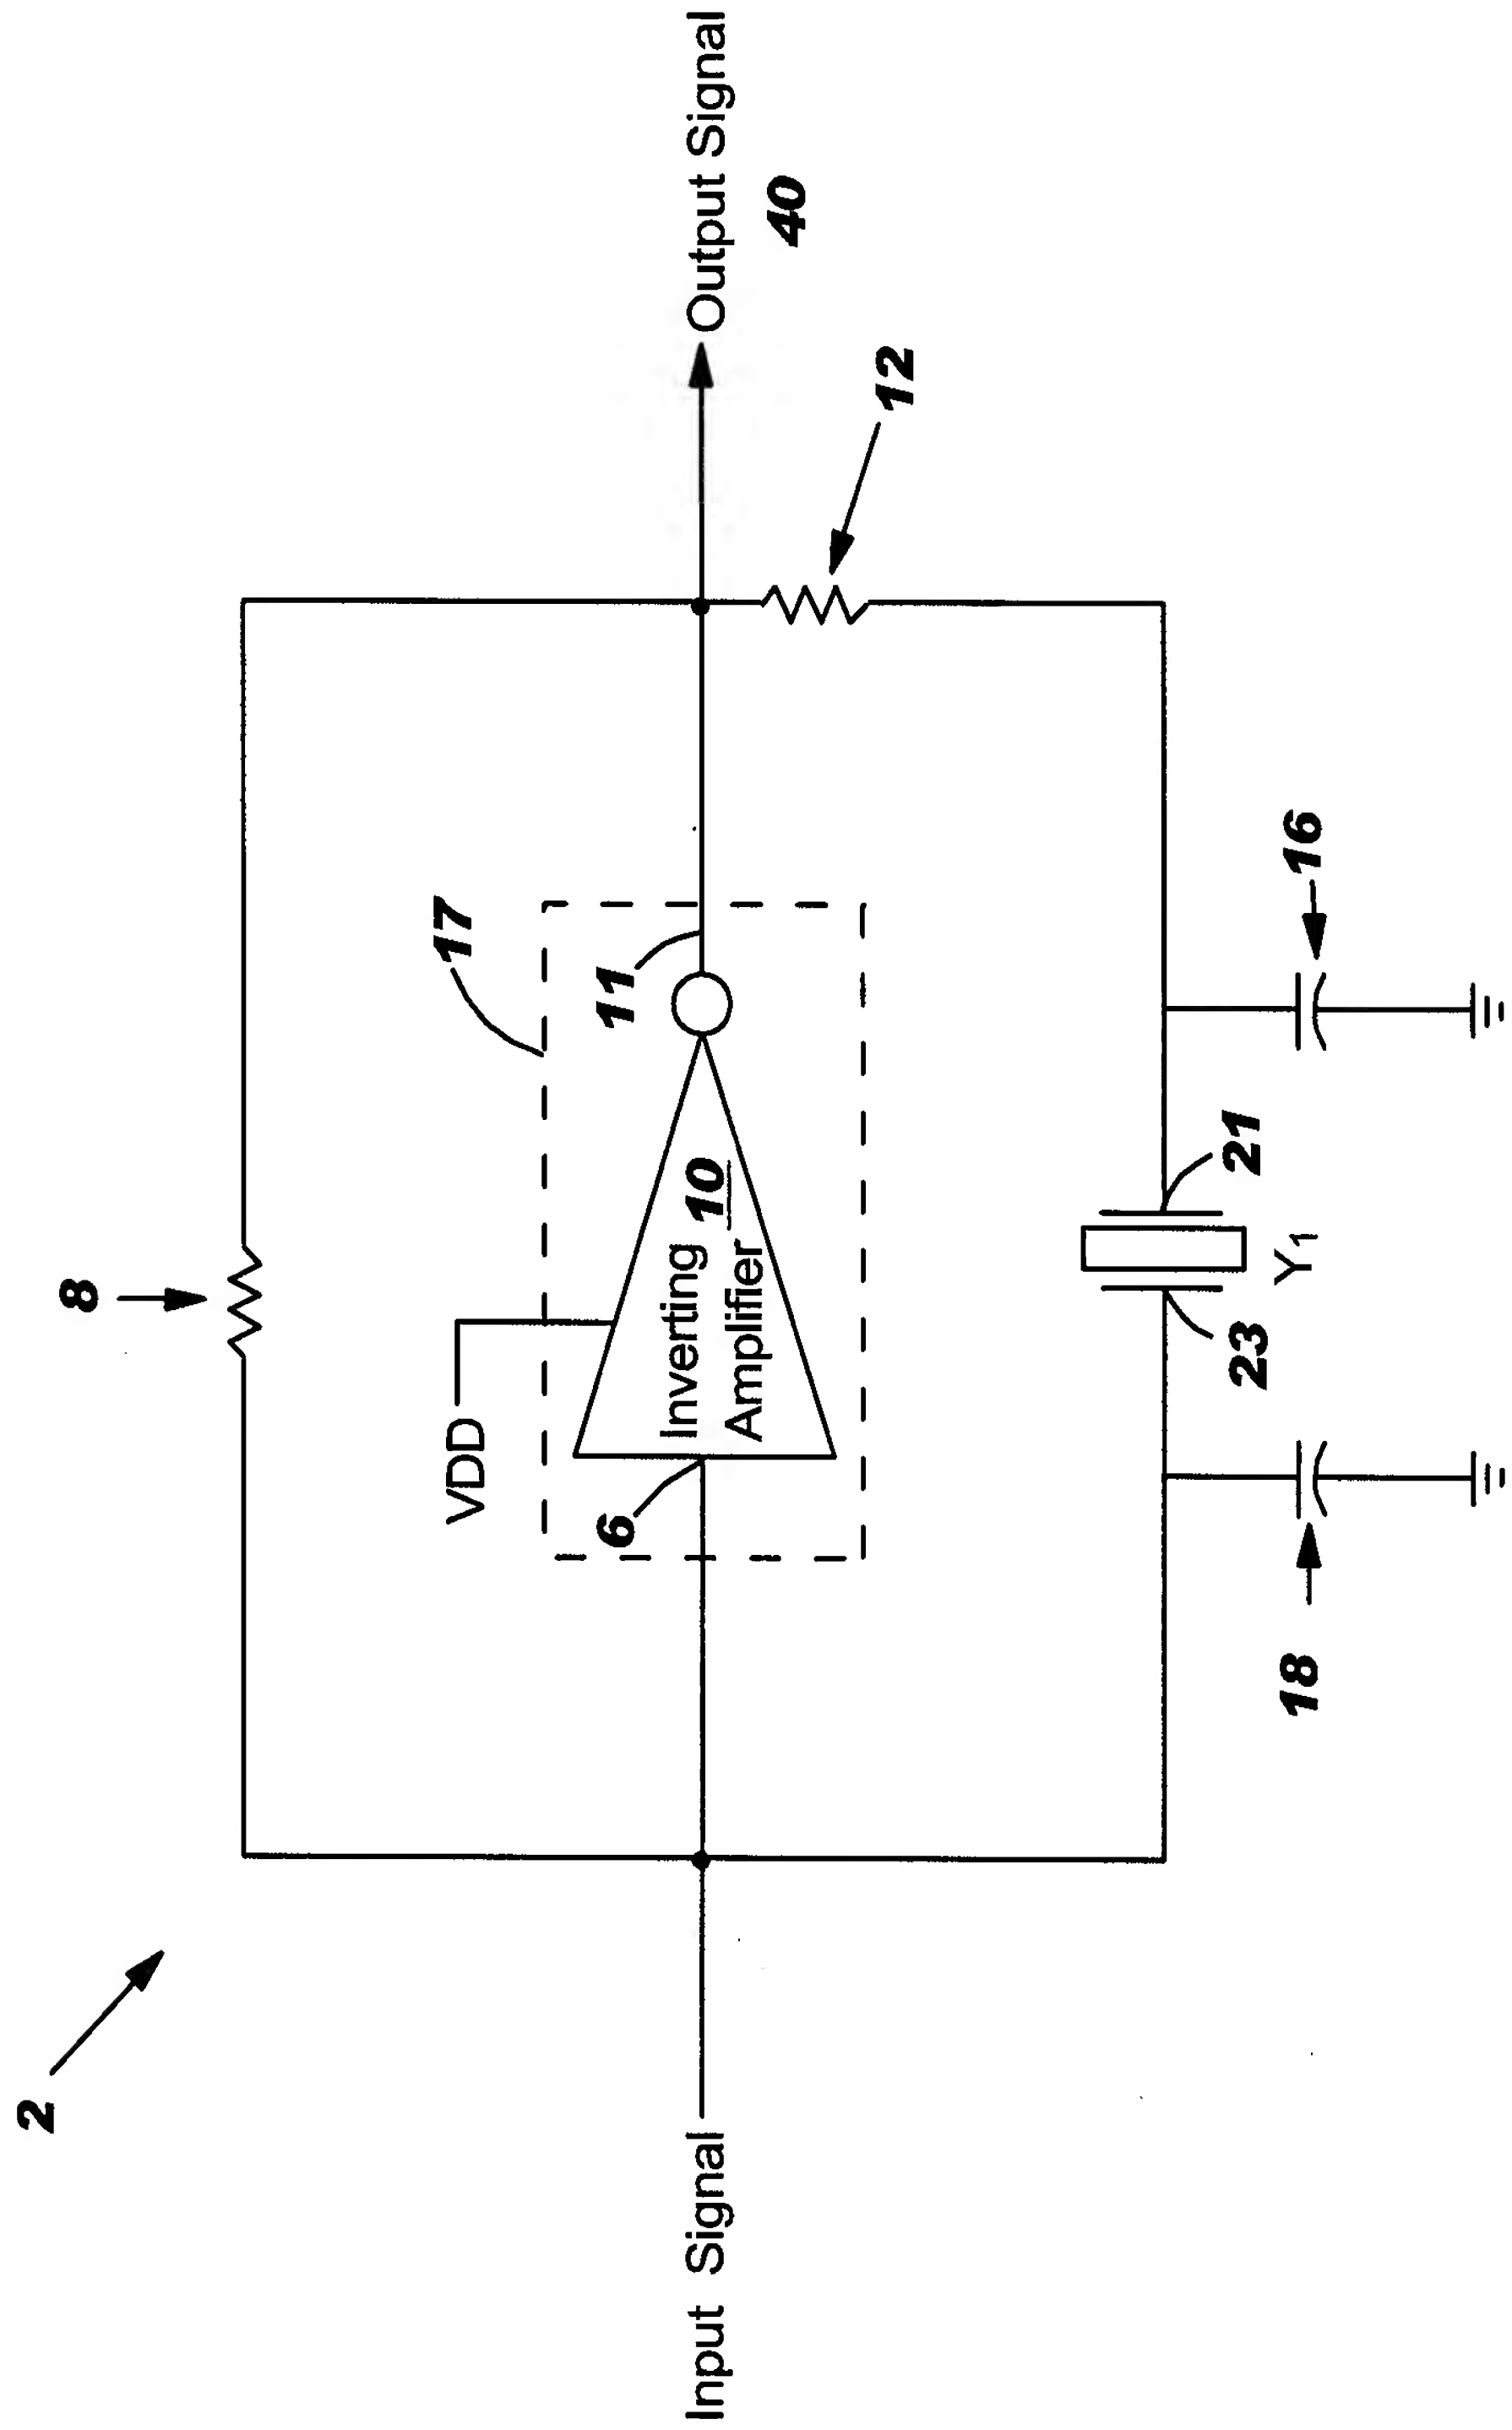 2
8
17
VDD
11
6
Inverting 10
Amplifier
Input Signal
Output Signal
40
12
23
21
Y1
18
16